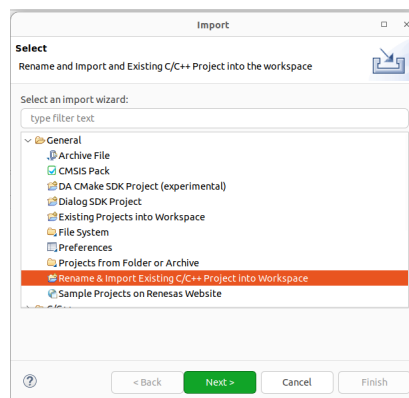 Import
Select
Rename and Import and Existing C/C++ Project into the workspace
Select an import wizard:
type filter text
General
Archive File
CMSIS Pack
DA CMake SDK Project (experimental)
Dialog SDK Project
Existing Projects into Workspace
File System
Preferences
Projects from Folder or Archive
Rename & Import Existing C/C++ Project into Workspace
Sample Projects on Renesas Website
C/C++
< Back Next > Cancel Finish